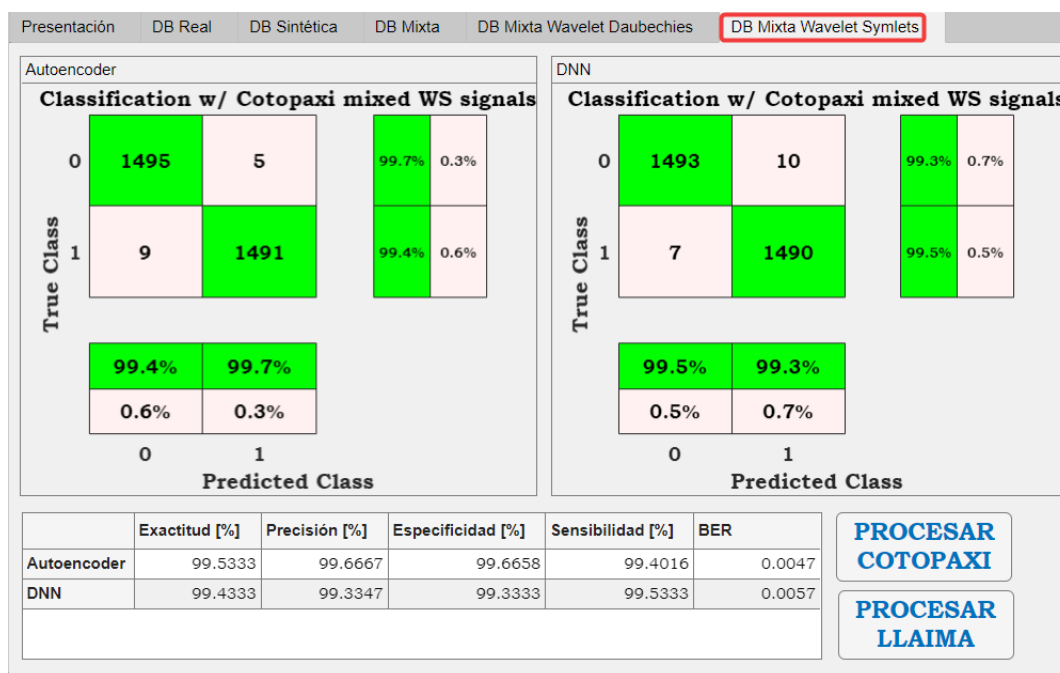 Presentación DB Real DB Sintética DB Mixta DB Mixta Wavelet Daubechies DB Mixta Wavelet Symlets
Autoencoder
Classification w/ Cotopaxi mixed WS signals
True Class
0 1495 5 99.7% 0.3%
1 9 1491 99.4% 0.6%
99.4% 99.7%
0.6% 0.3%
0 1
Predicted Class
DNN
Classification w/ Cotopaxi mixed WS signals
True Class
0 1493 10 99.3% 0.7%
1 7 1490 99.5% 0.5%
99.5% 99.3%
0.5% 0.7%
0 1
Predicted Class
Exactitud [%] Precisión [%] Especificidad [%] Sensibilidad [%] BER
Autoencoder 99.5333 99.6667 99.6658 99.4016 0.0047
DNN 99.4333 99.3347 99.3333 99.5333 0.0057
PROCESAR
COTOPAXI
PROCESAR
LLAIMA